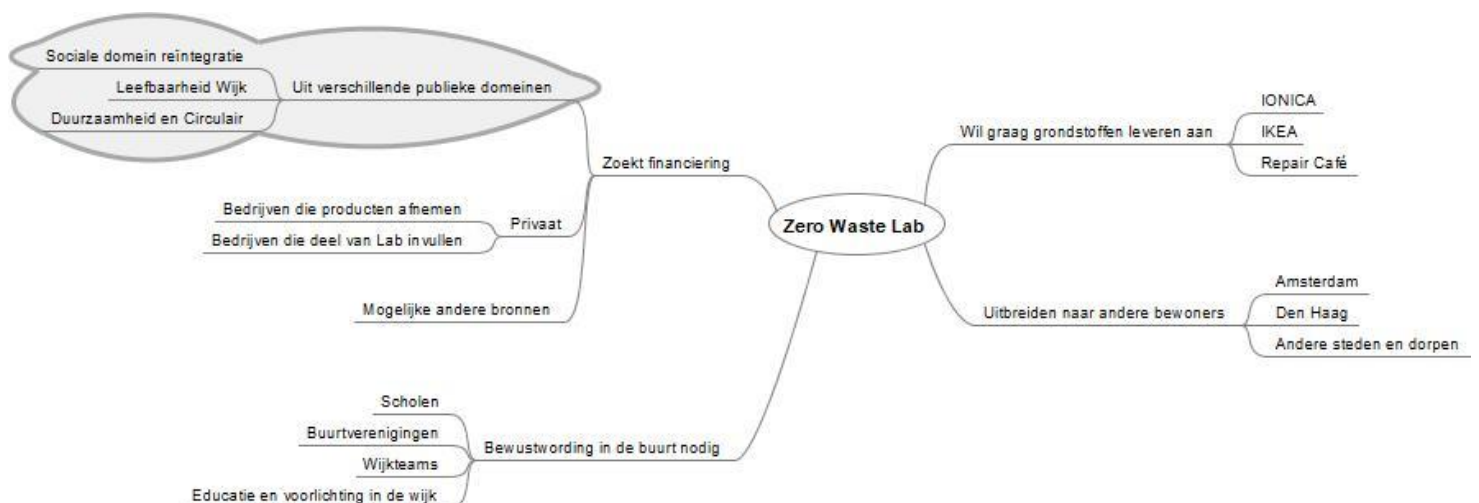 Zero Waste Lab
Zoekt financiering
Uit verschillende publieke domeinen
Sociale domein reïntegratie
Leefbaarheid Wijk
Duurzaamheid en Circulair
Privaat
Bedrijven die producten afnemen
Bedrijven die deel van Lab invullen
Mogelijke andere bronnen
Bewustwording in de buurt nodig
Scholen
Buurtverenigingen
Wijkteams
Educatie en voorlichting in de wijk
Wil graag grondstoffen leveren aan
IONICA
IKEA
Repair Café
Uitbreiden naar andere bewoners
Amsterdam
Den Haag
Andere steden en dorpen